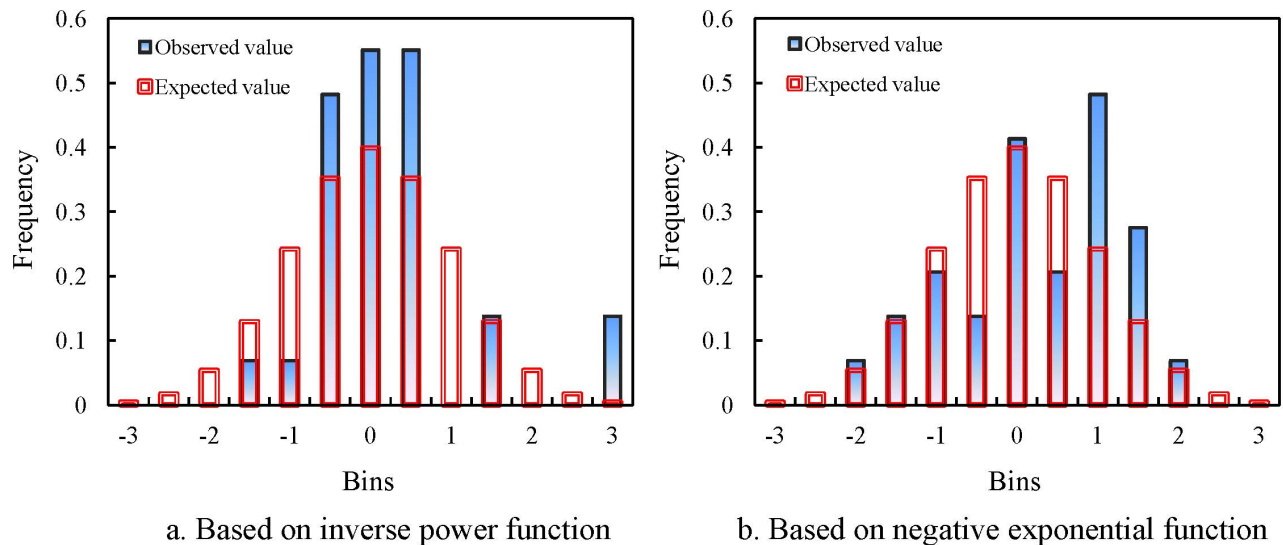 0.6
0.5
0.4
0.3
0.2
0.1
0
Frequency
Observed value
Expected value
-3 -2 -1 0 1 2 3
Bins
a. Based on inverse power function
0.6
0.5
0.4
0.3
0.2
0.1
0
Frequency
Observed value
Expected value
-3 -2 -1 0 1 2 3
Bins
b. Based on negative exponential function